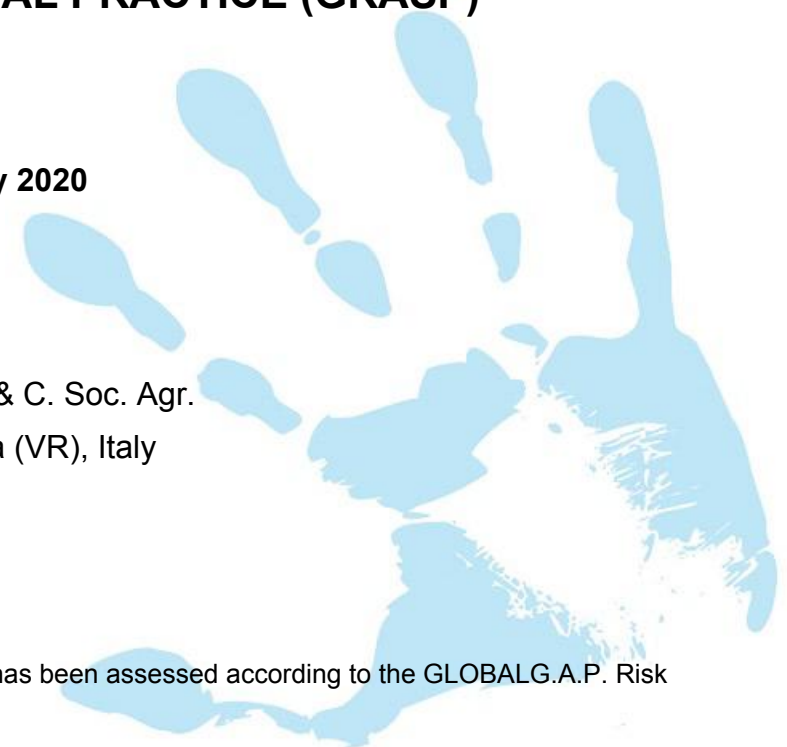 AL PRACTICE (GRASP)
y 2020
& C. Soc. Agr.
a (VR), Italy
has been assessed according to the GLOBALG.A.P. Risk